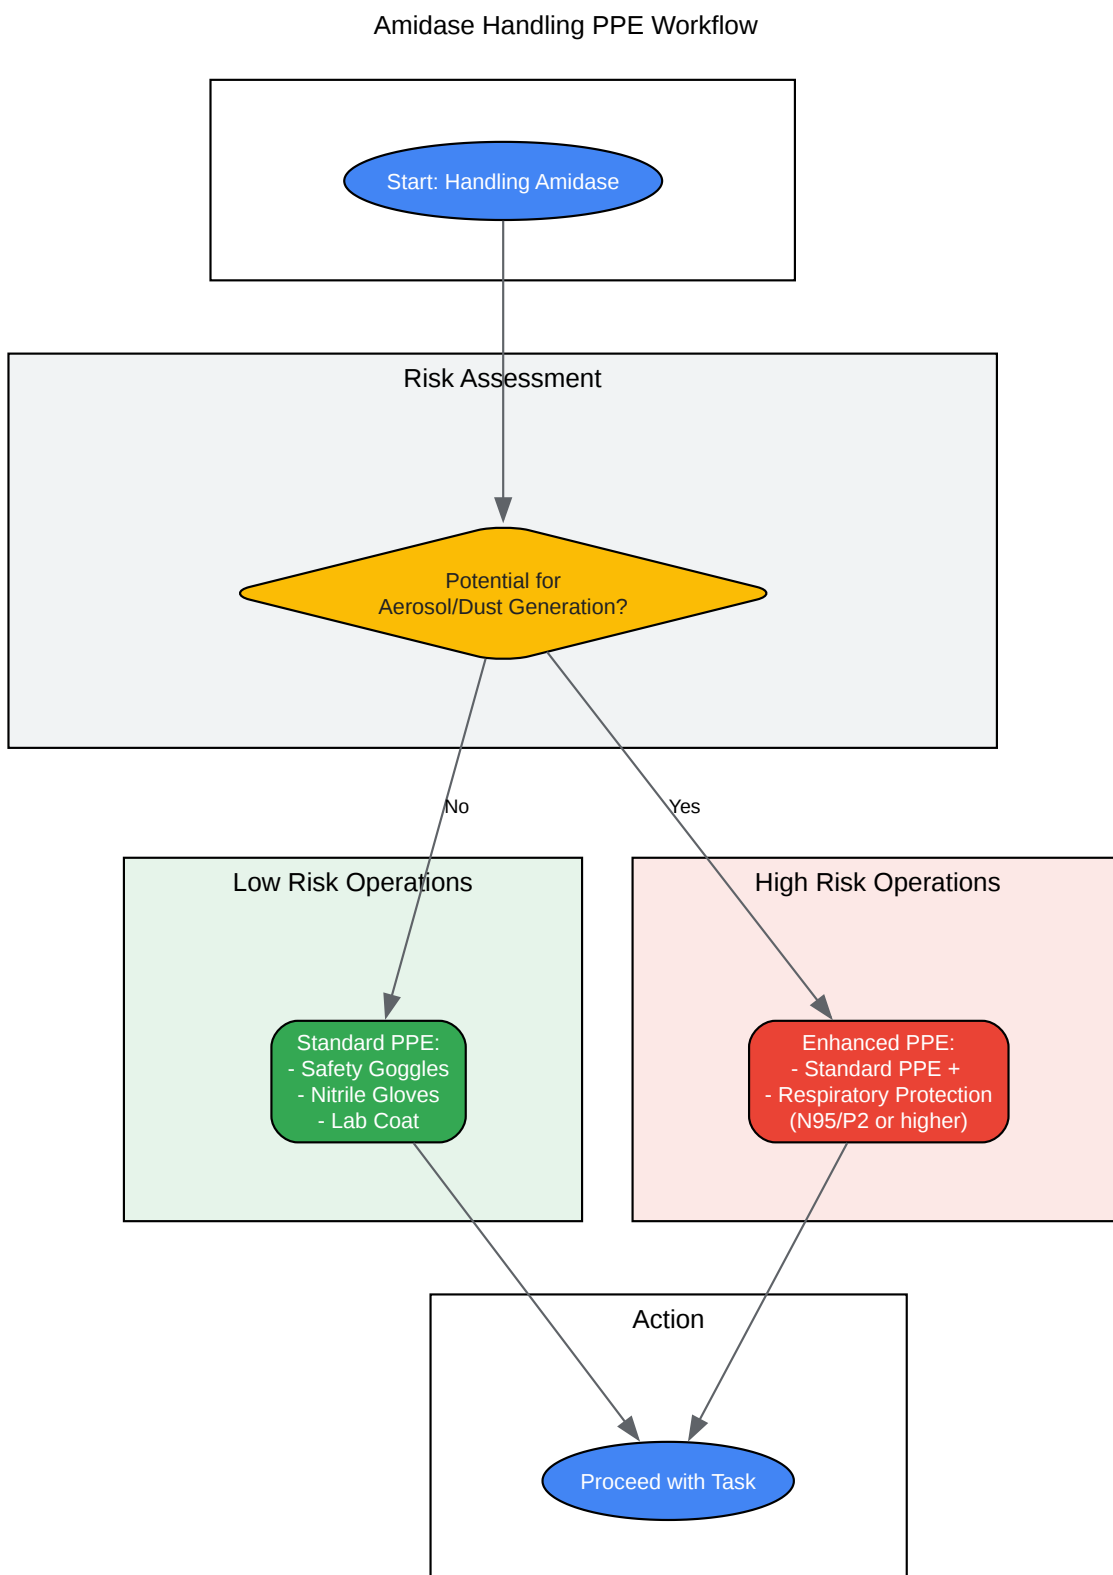 Amidase Handling PPE Workflow
Start: Handling Amidase
Risk Assessment
Potential for
Aerosol/Dust Generation?
No
Yes
Low Risk Operations
Standard PPE:
- Safety Goggles
- Nitrile Gloves
- Lab Coat
High Risk Operations
Enhanced PPE:
- Standard PPE +
- Respiratory Protection
(N95/P2 or higher)
Action
Proceed with Task